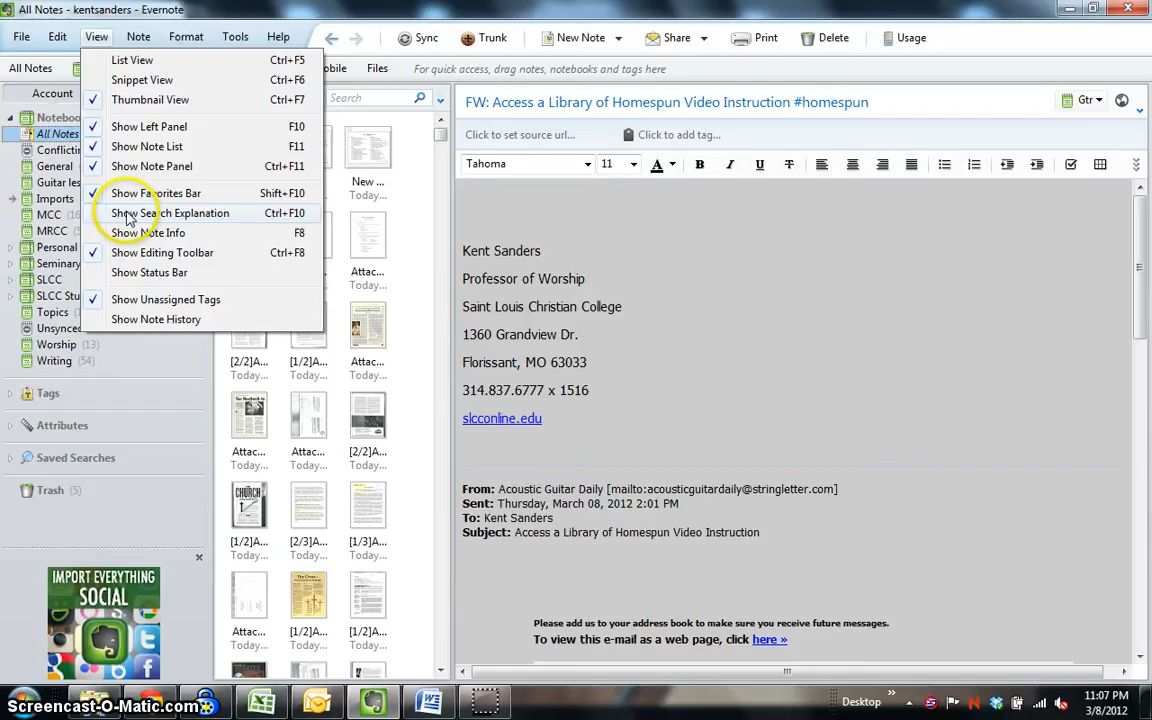 All Notes - kentsanders - Evernote
File Edit View Note Format Tools Help Sync Trunk New Note Share Print Delete Usage
All Notes
Files
For quick access, drag notes, notebooks and tags here
Account
Search
List View Ctrl+F5
Snippet View Ctrl+F6
Thumbnail View Ctrl+F7
Show Left Panel F10
Show Note List F11
Show Note Panel Ctrl+F11
Show Favorites Bar Shift+F10
Show Search Explanation Ctrl+F10
Show Note Info F8
Show Editing Toolbar Ctrl+F8
Show Status Bar
Show Unassigned Tags
Show Note History
All Notes
General
Imports
MCC
MRCC
Personal
Seminary
SLCC
Topics
Worship (13)
Writing (54)
Tags
Attributes
Saved Searches
Trash (5)
IMPORT EVERYTHING
SOCIAL
New ...
Today...
Attac...
Today...
[2/2]A... [1/2]A... Attac...
Today... Today... Today...
Attac... Attac... [2/2]A...
Today... Today... Today...
CHURCH
[1/2]A... [2/3]A... [1/3]A...
Today... Today... Today...
Attac... [1/2]A... [1/2]A...
Today... Today... Today...
FW: Access a Library of Homespun Video Instruction #homespun
Gtr
Click to set source url... Click to add tag...
Tahoma 11 A B I U T
Kent Sanders
Professor of Worship
Saint Louis Christian College
1360 Grandview Dr.
Florissant, MO 63033
314.837.6777 x 1516
slcconline.edu
From: Acoustic Guitar Daily [mailto:acousticguitardaily@stringletter.com]
Sent: Thursday, March 08, 2012 2:01 PM
To: Kent Sanders
Subject: Access a Library of Homespun Video Instruction
Please add us to your address book to make sure you receive future messages.
To view this e-mail as a web page, click here »
Screencast-O-Matic.com
Desktop
11:07 PM
3/8/2012